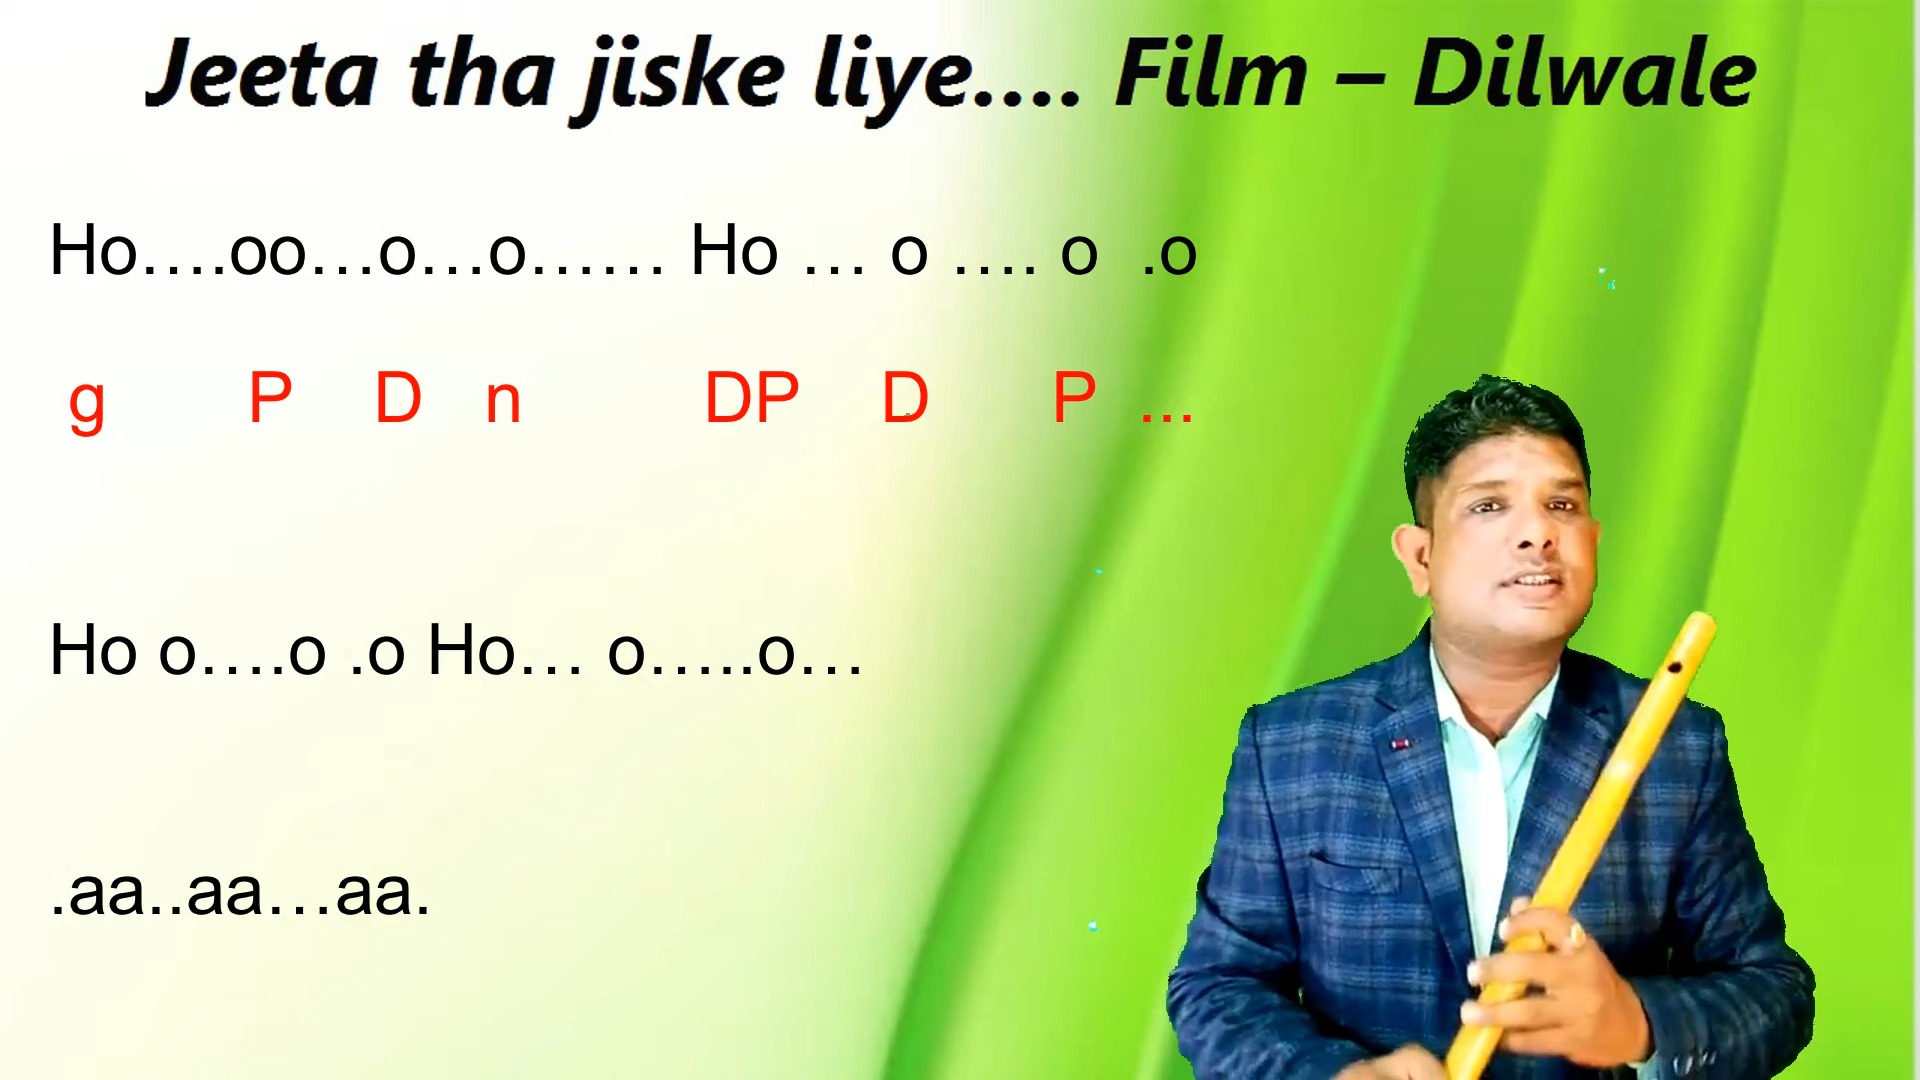 Jeeta tha jiske liye.... Film – Dilwale
Ho....oo...o...o...... Ho ... o .... o .o
g P D n DP D P ...
Ho o....o .o Ho... o.....o...
.aa..aa...aa.